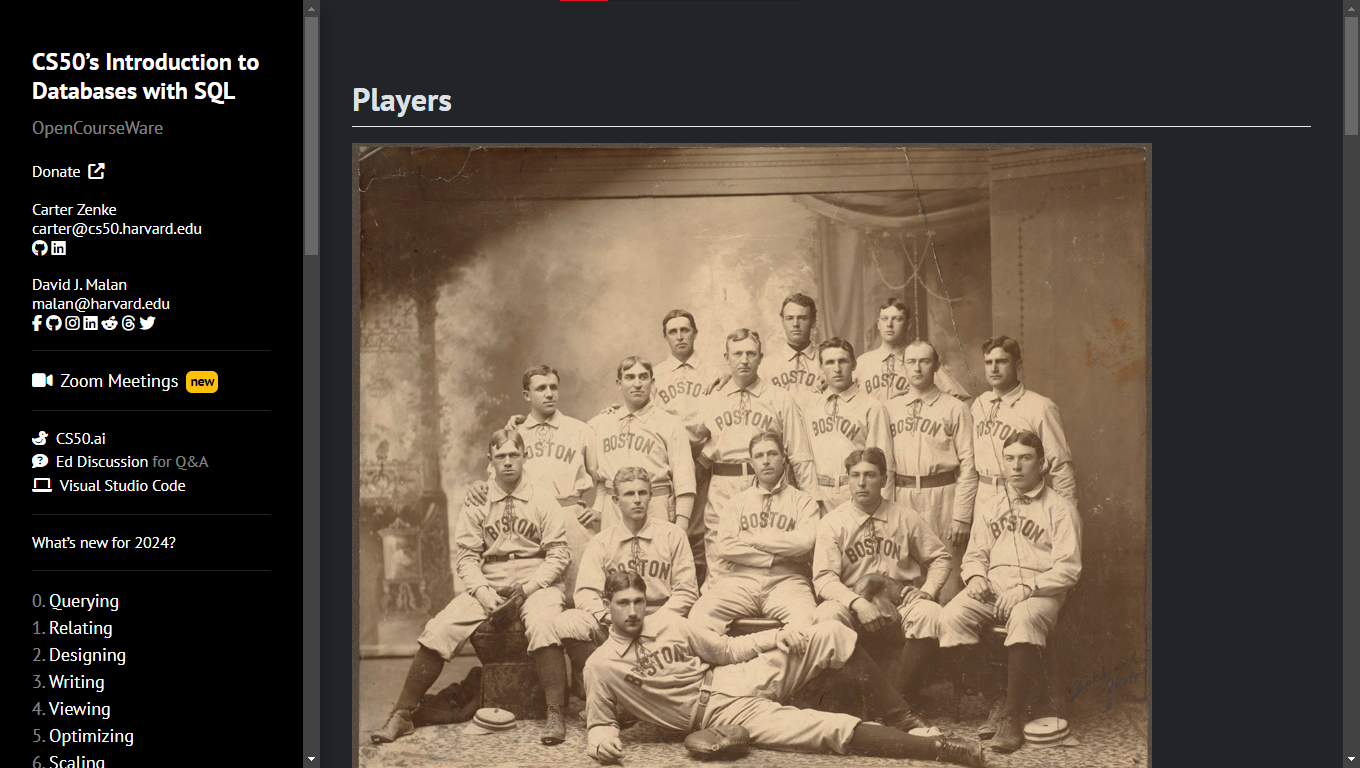 CS50’s Introduction to
Databases with SQL
OpenCourseWare
Donate
Carter Zenke
carter@cs50.harvard.edu
David J. Malan
malan@harvard.edu
Zoom Meetings new
CS50.ai
Ed Discussion for Q&A
Visual Studio Code
What’s new for 2024?
0. Querying
1. Relating
2. Designing
3. Writing
4. Viewing
5. Optimizing
6. Scaling
Players
BOSTON
BOSTON
BOSTON
BOSTON
BOSTON
BOSTON
BOSTON
BOSTON
BOSTON
BOSTON
BOSTON
BOSTON
BOSTON